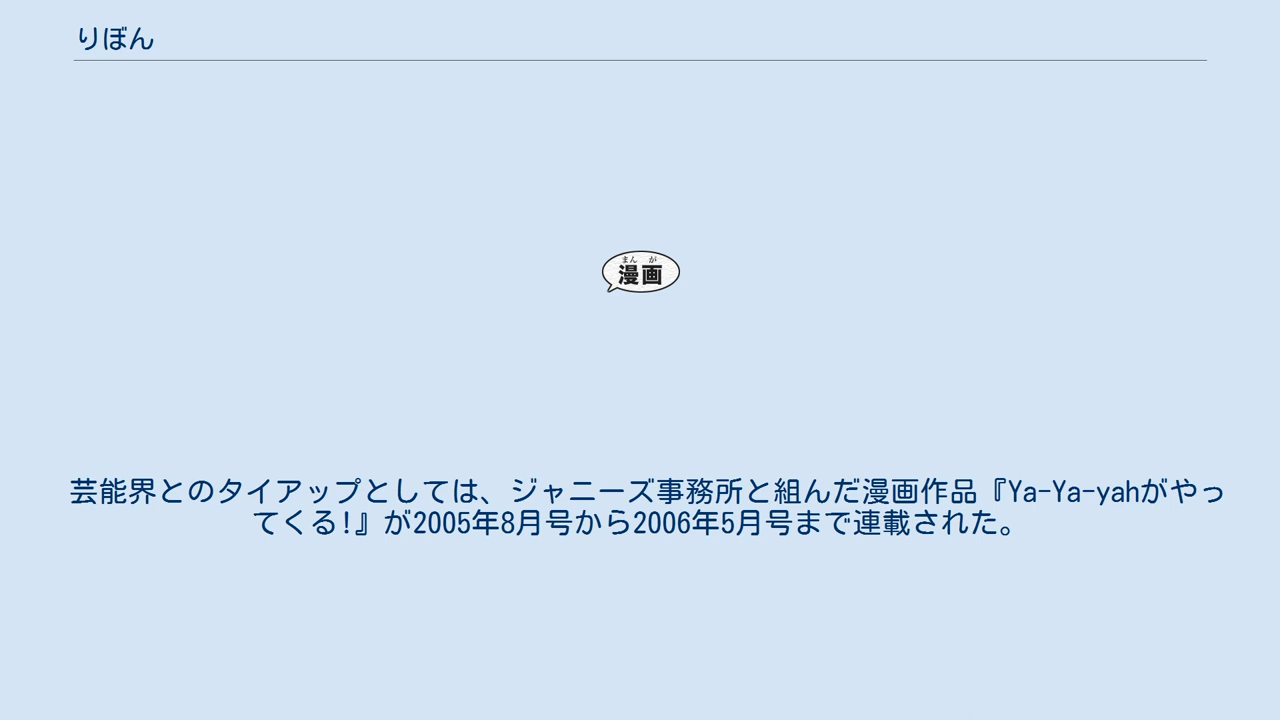 りぼん
まんが
漫画
芸能界とのタイアップとしては、ジャニーズ事務所と組んだ漫画作品『Ya-Ya-yahがやっ
てくる!』が2005年8月号から2006年5月号まで連載された。